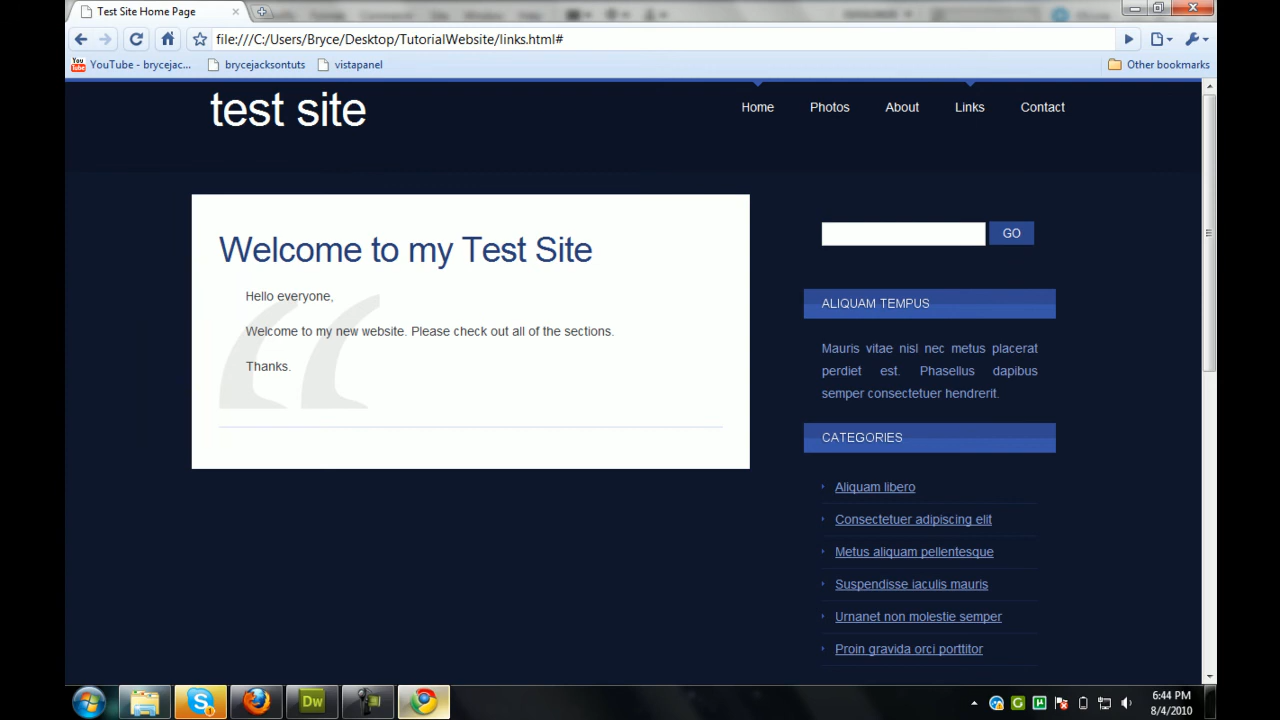 Test Site Home Page
file:///C:/Users/Bryce/Desktop/TutorialWebsite/links.html#
YouTube - brycejac... brycejacksontuts vistapanel Other bookmarks
test site
Home Photos About Links Contact
Welcome to my Test Site
Hello everyone,
Welcome to my new website. Please check out all of the sections.
Thanks.
GO
ALIQUAM TEMPUS
Mauris vitae nisl nec metus placerat
perdiet est. Phasellus dapibus
semper consectetuer hendrerit.
CATEGORIES
Aliquam libero
Consectetuer adipiscing elit
Metus aliquam pellentesque
Suspendisse iaculis mauris
Urnanet non molestie semper
Proin gravida orci porttitor
Dw
6:44 PM
8/4/2010